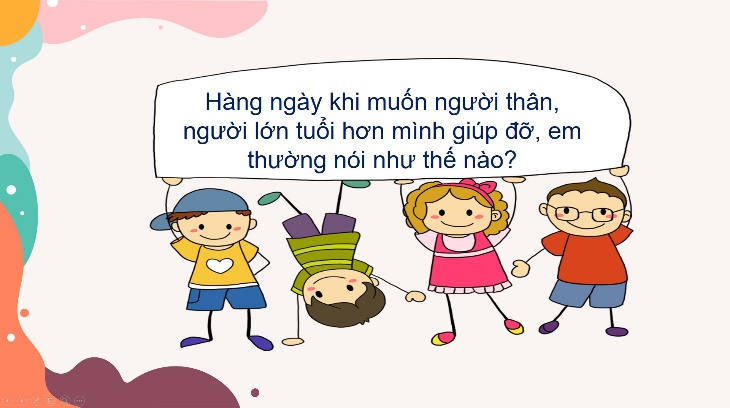 Hàng ngày khi muốn người thân,
người lớn tuổi hơn mình giúp đỡ, em
thường nói như thế nào?